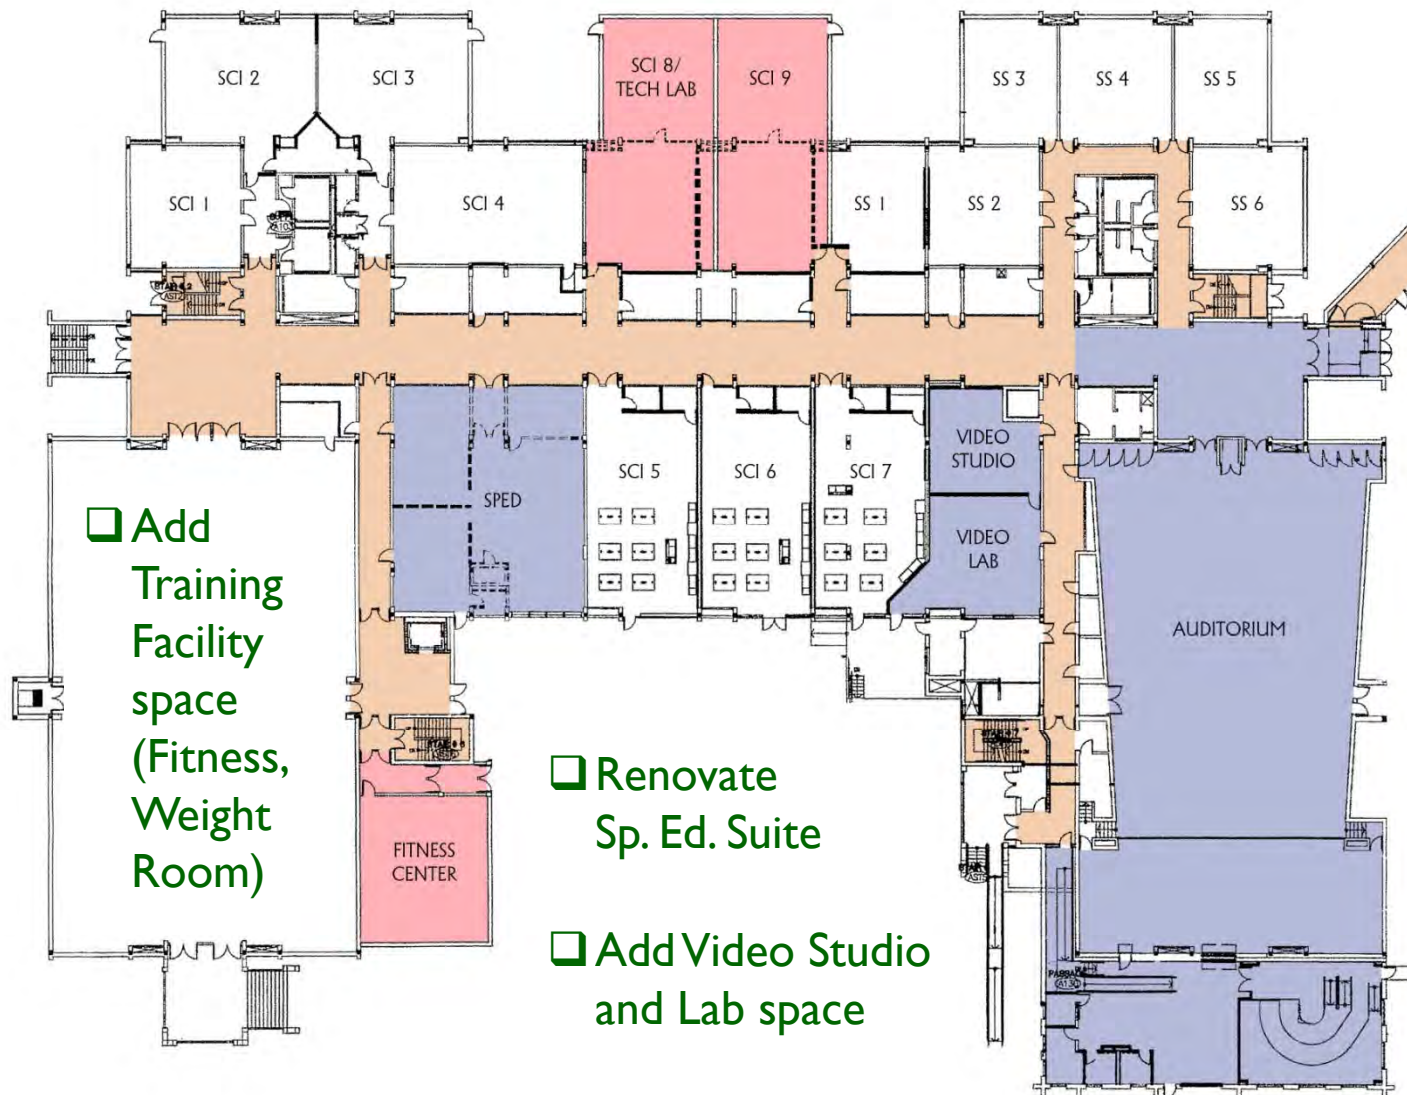 SCI 2
SCI 3
SCI 8/
TECH LAB
SCI 9
SS 3
SS 4
SS 5
SCI 1
SCI 4
SS 1
SS 2
SS 6
SPED
SCI 5
SCI 6
SCI 7
VIDEO
STUDIO
VIDEO
LAB
AUDITORIUM
❑ Add
Training
Facility
space
(Fitness,
Weight
Room)
FITNESS
CENTER
❑ Renovate
Sp. Ed. Suite
❑ Add Video Studio
and Lab space